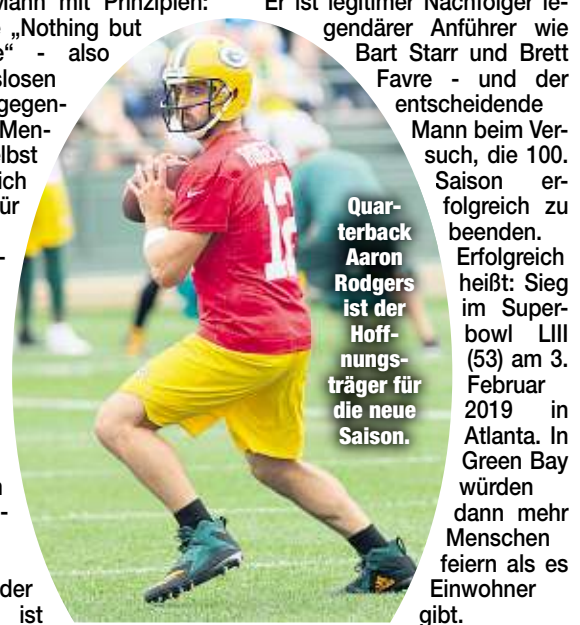 Mann mit Prinzipien:
„Nothing but
e“ - also
slosen
gegen-
Men-
elbst
ich
ür
-
-
der
ist
12
Quar-
terback
Aaron
Rodgers
ist der
Hoff-
nungs-
träger für
die neue
Saison.
Er ist legitimer Nachfolger le-
gendärer Anführer wie
Bart Starr und Brett
Favre - und der
entscheidende
Mann beim Ver-
such, die 100.
Saison er-
folgreich zu
beenden.
Erfolgreich
heißt: Sieg
im Super-
bowl LIII
(53) am 3.
Februar
2019 in
Atlanta. In
Green Bay
würden
dann mehr
Menschen
feiern als es
Einwohner
gibt.